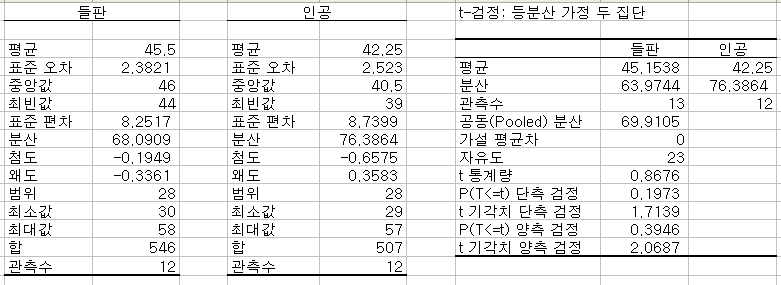 들판
평균 45.5
표준 오차 2.3821
중앙값 46
최빈값 44
표준 편차 8.2517
분산 68.0909
첨도 -0.1949
왜도 -0.3361
범위 28
최소값 30
최대값 58
합 546
관측수 12
인공
평균 42.25
표준 오차 2.523
중앙값 40.5
최빈값 39
표준 편차 8.7399
분산 76.3864
첨도 -0.6575
왜도 0.3583
범위 28
최소값 29
최대값 57
합 507
관측수 12
t-검정: 등분산 가정 두 집단
들판 인공
평균 45.1538 42.25
분산 63.9744 76.3864
관측수 13 12
공동(Pooled) 분산 69.9105
가설 평균차 0
자유도 23
t 통계량 0.8676
P(T<=t) 단측 검정 0.1973
t 기각치 단측 검정 1.7139
P(T<=t) 양측 검정 0.3946
t 기각치 양측 검정 2.0687